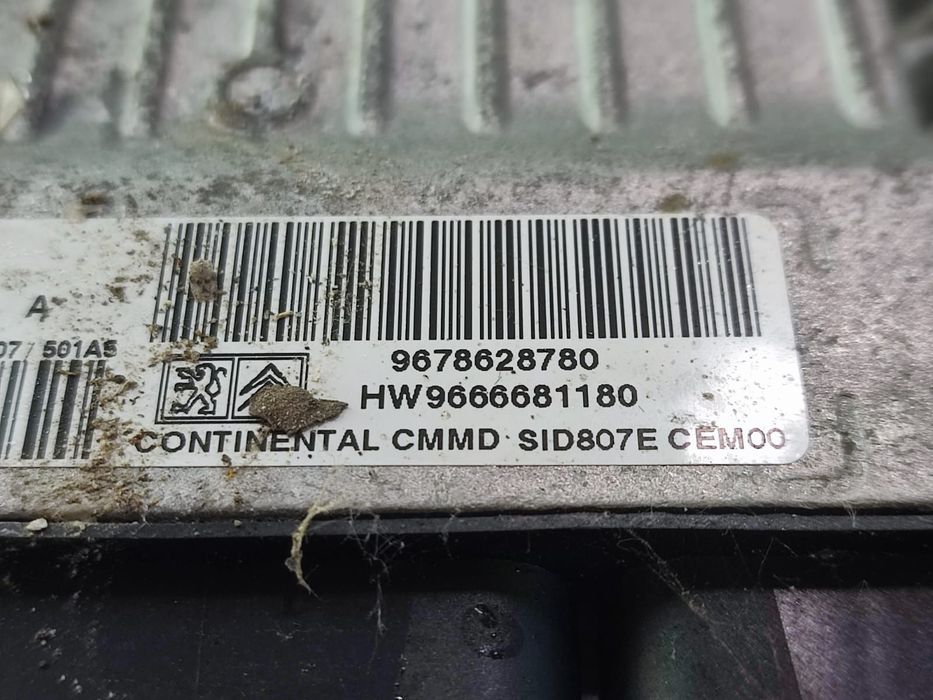 A
07/501A5
9678628780
HW9666681180
CONTINENTAL CMMD SID807E CEM00